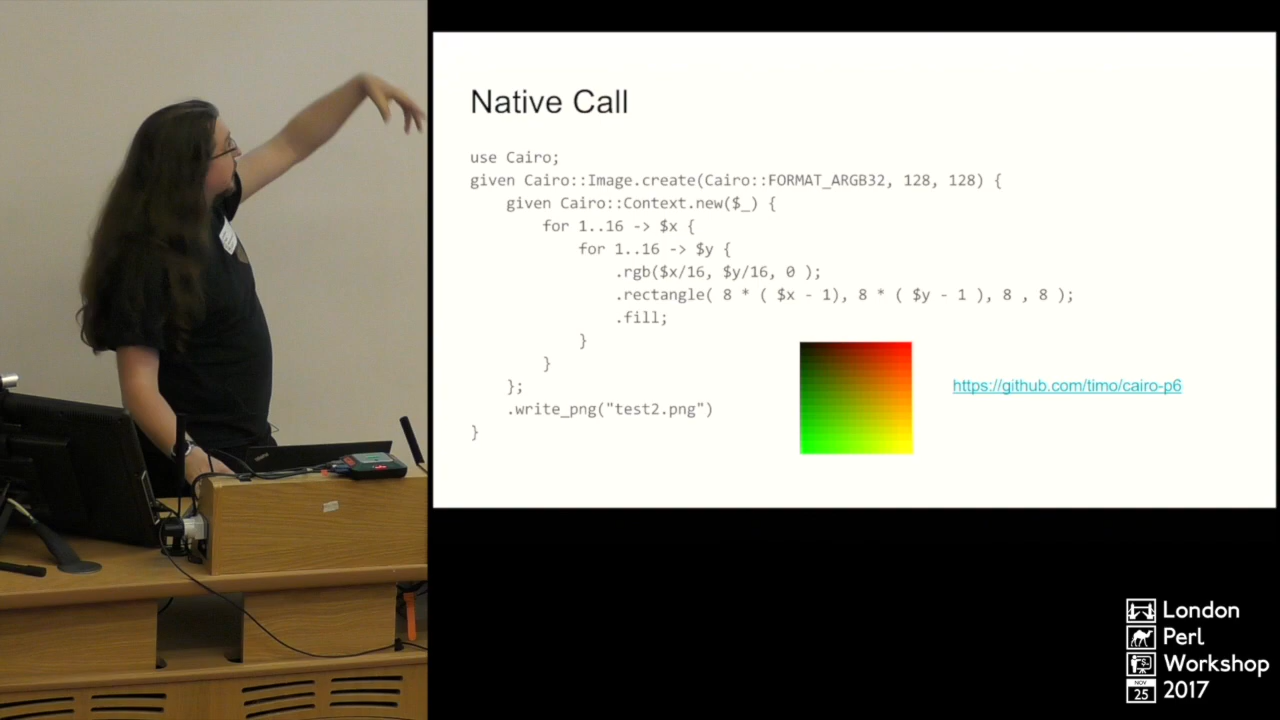 Native Call
use Cairo;
given Cairo::Image.create(Cairo::FORMAT_ARGB32, 128, 128) {
    given Cairo::Context.new($_) {
        for 1..16 -> $x {
            for 1..16 -> $y {
                .rgb($x/16, $y/16, 0 );
                .rectangle( 8 * ( $x - 1), 8 * ( $y - 1 ), 8 , 8 );
                .fill;
            }
        }
    };
    .write_png("test2.png")
}
https://github.com/timo/cairo-p6
London
Perl
Workshop
NOV
25 2017